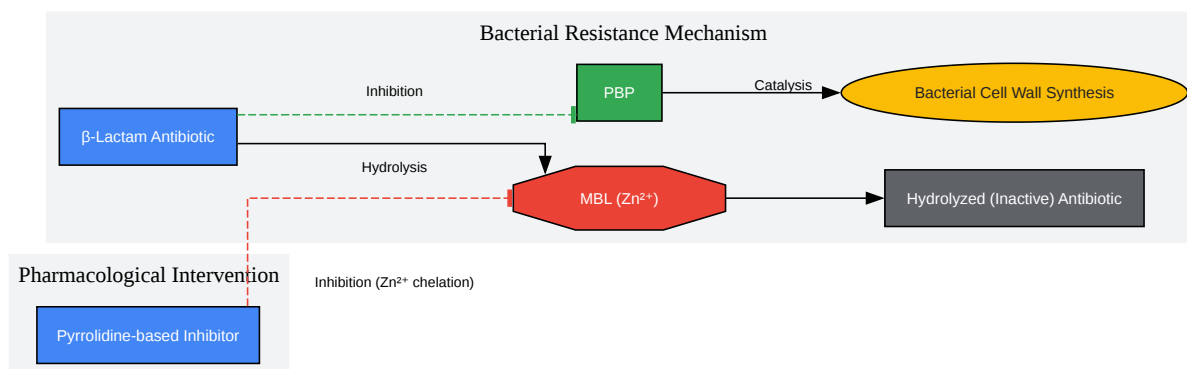 Bacterial Resistance Mechanism
Inhibition
PBP
Catalysis
Bacterial Cell Wall Synthesis
β-Lactam Antibiotic
Hydrolysis
MBL (Zn²⁺)
Hydrolyzed (Inactive) Antibiotic
Pharmacological Intervention
Inhibition (Zn²⁺ chelation)
Pyrrolidine-based Inhibitor